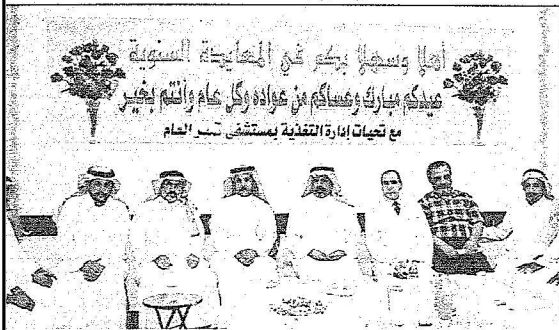 أهلا وسهلا بكم في المعايدة السنوية
عيدكم مبارك وعساكم من عواده وكل عام وأنتم بخير
مع تحيات إدارة التغذية بمستشفى العام